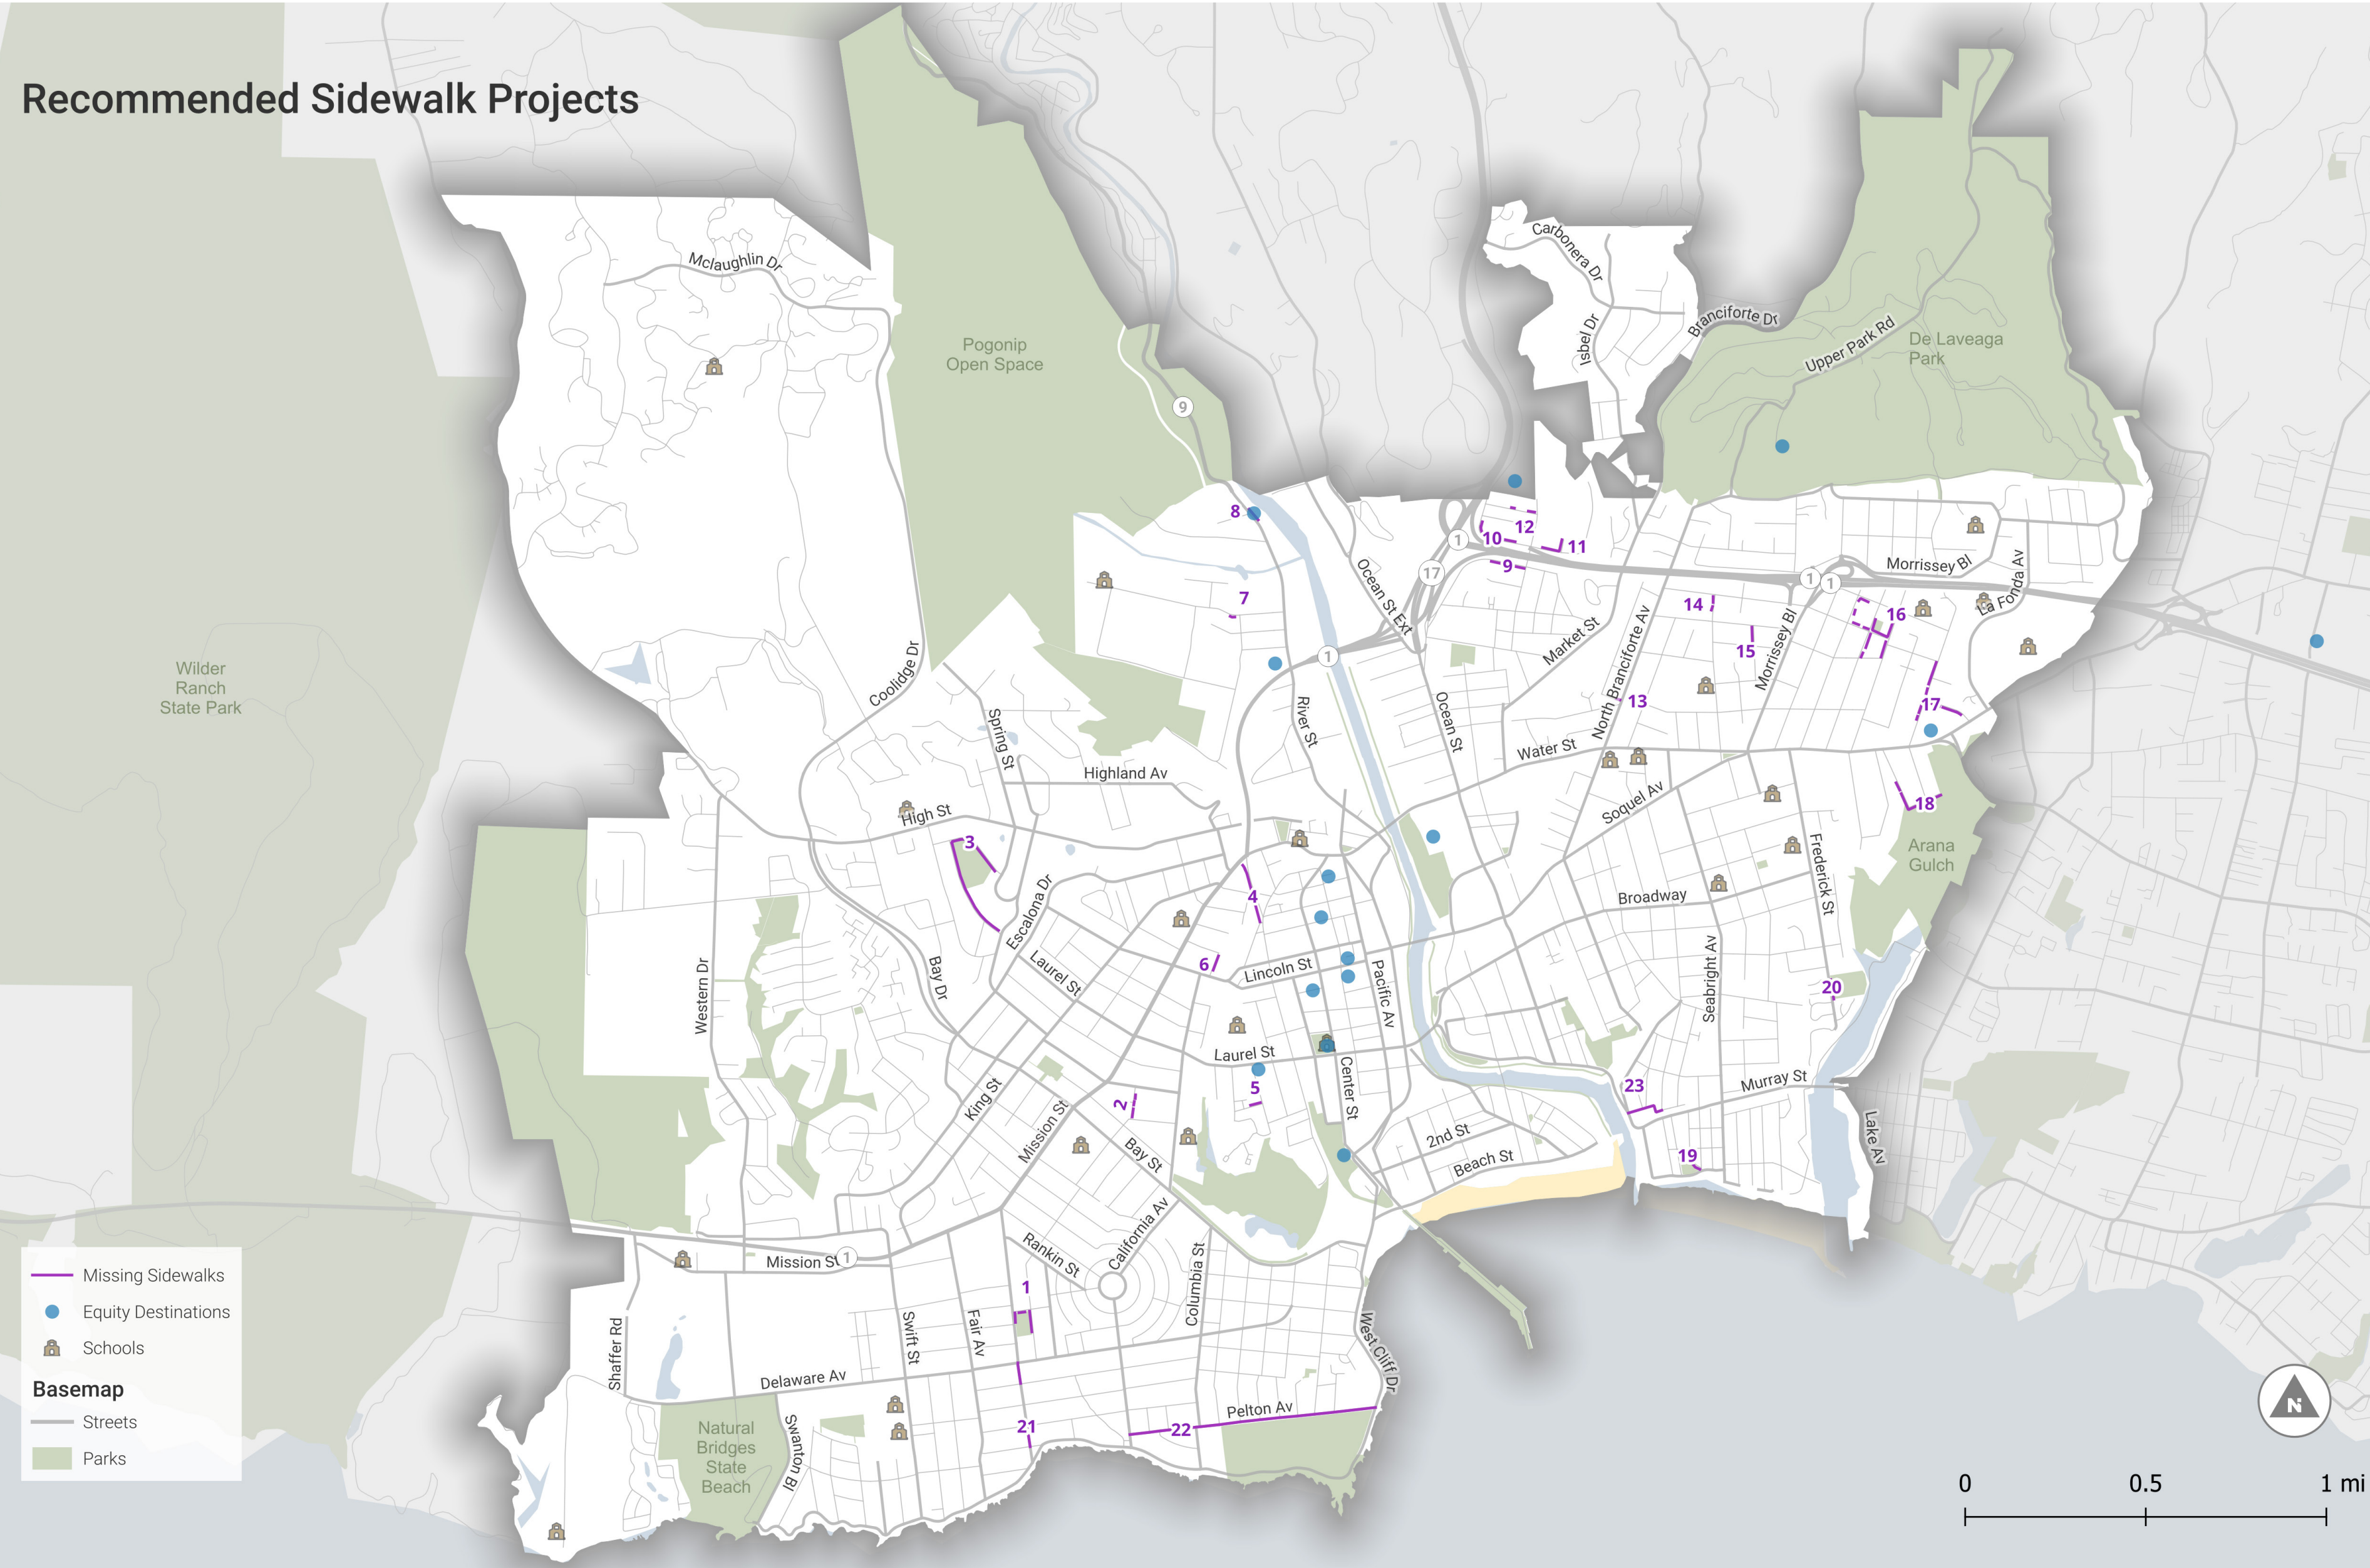 Recommended Sidewalk Projects
Mclaughlin Dr
Carbonera Dr
Isbel Dr
Branciforte Dr
Upper Park Rd
De Laveaga
Park
Pogonip
Open Space
9
8
12
10
11
1
9
17
7
Ocean St Ext
Morrissey Bl
1
1
La Fonda Av
14
16
15
Market St
North Branciforte Av
Morrissey Bl
13
17
1
Wilder
Ranch
State Park
Coolidge Dr
Spring St
River St
Ocean St
Water St
Highland Av
High St
Soquel Av
18
3
Arana
Gulch
Frederick St
4
Escalona Dr
Broadway
6
Lincoln St
Laurel St
Bay Dr
Western Dr
Pacific Av
Seabright Av
20
Laurel St
5
Center St
23
Murray St
King St
2
Mission St
Bay St
2nd St
Beach St
19
Lake Av
California Av
Rankin St
Columbia St
Mission St
1
1
Shaffer Rd
Swift St
Fair Av
West Cliff Dr
Delaware Av
Pelton Av
21
22
Natural
Bridges
State
Beach
Swanton Bl
Missing Sidewalks
Equity Destinations
Schools
Basemap
Streets
Parks
N
0 0.5 1 mi